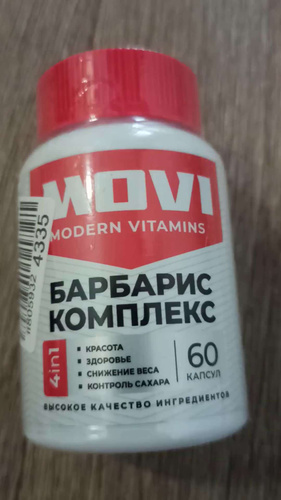 MOVI
MODERN VITAMINS
БАРБАРИС
КОМПЛЕКС
4in1
• КРАСОТА
• ЗДОРОВЬЕ
• СНИЖЕНИЕ ВЕСА
• КОНТРОЛЬ САХАРА
60
КАПСУЛ
ВЫСОКОЕ КАЧЕСТВО ИНГРЕДИЕНТОВ
4335